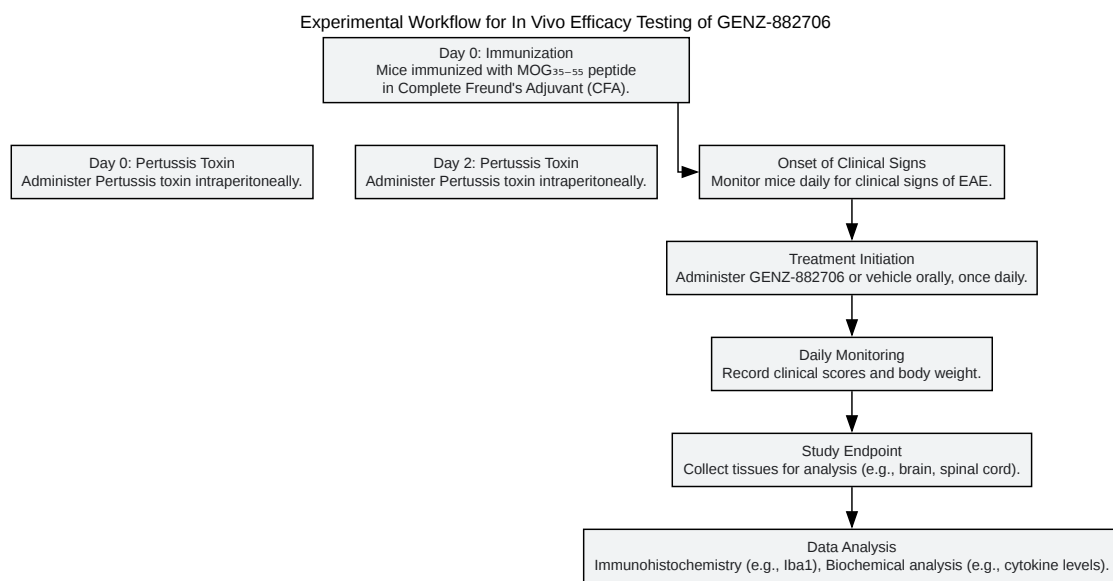 Experimental Workflow for In Vivo Efficacy Testing of GENZ-882706
Day 0: Immunization
Mice immunized with MOG₃₅₋₅₅ peptide
in Complete Freund's Adjuvant (CFA).
Day 0: Pertussis Toxin
Administer Pertussis toxin intraperitoneally.
Day 2: Pertussis Toxin
Administer Pertussis toxin intraperitoneally.
Onset of Clinical Signs
Monitor mice daily for clinical signs of EAE.
Treatment Initiation
Administer GENZ-882706 or vehicle orally, once daily.
Daily Monitoring
Record clinical scores and body weight.
Study Endpoint
Collect tissues for analysis (e.g., brain, spinal cord).
Data Analysis
Immunohistochemistry (e.g., Iba1), Biochemical analysis (e.g., cytokine levels).